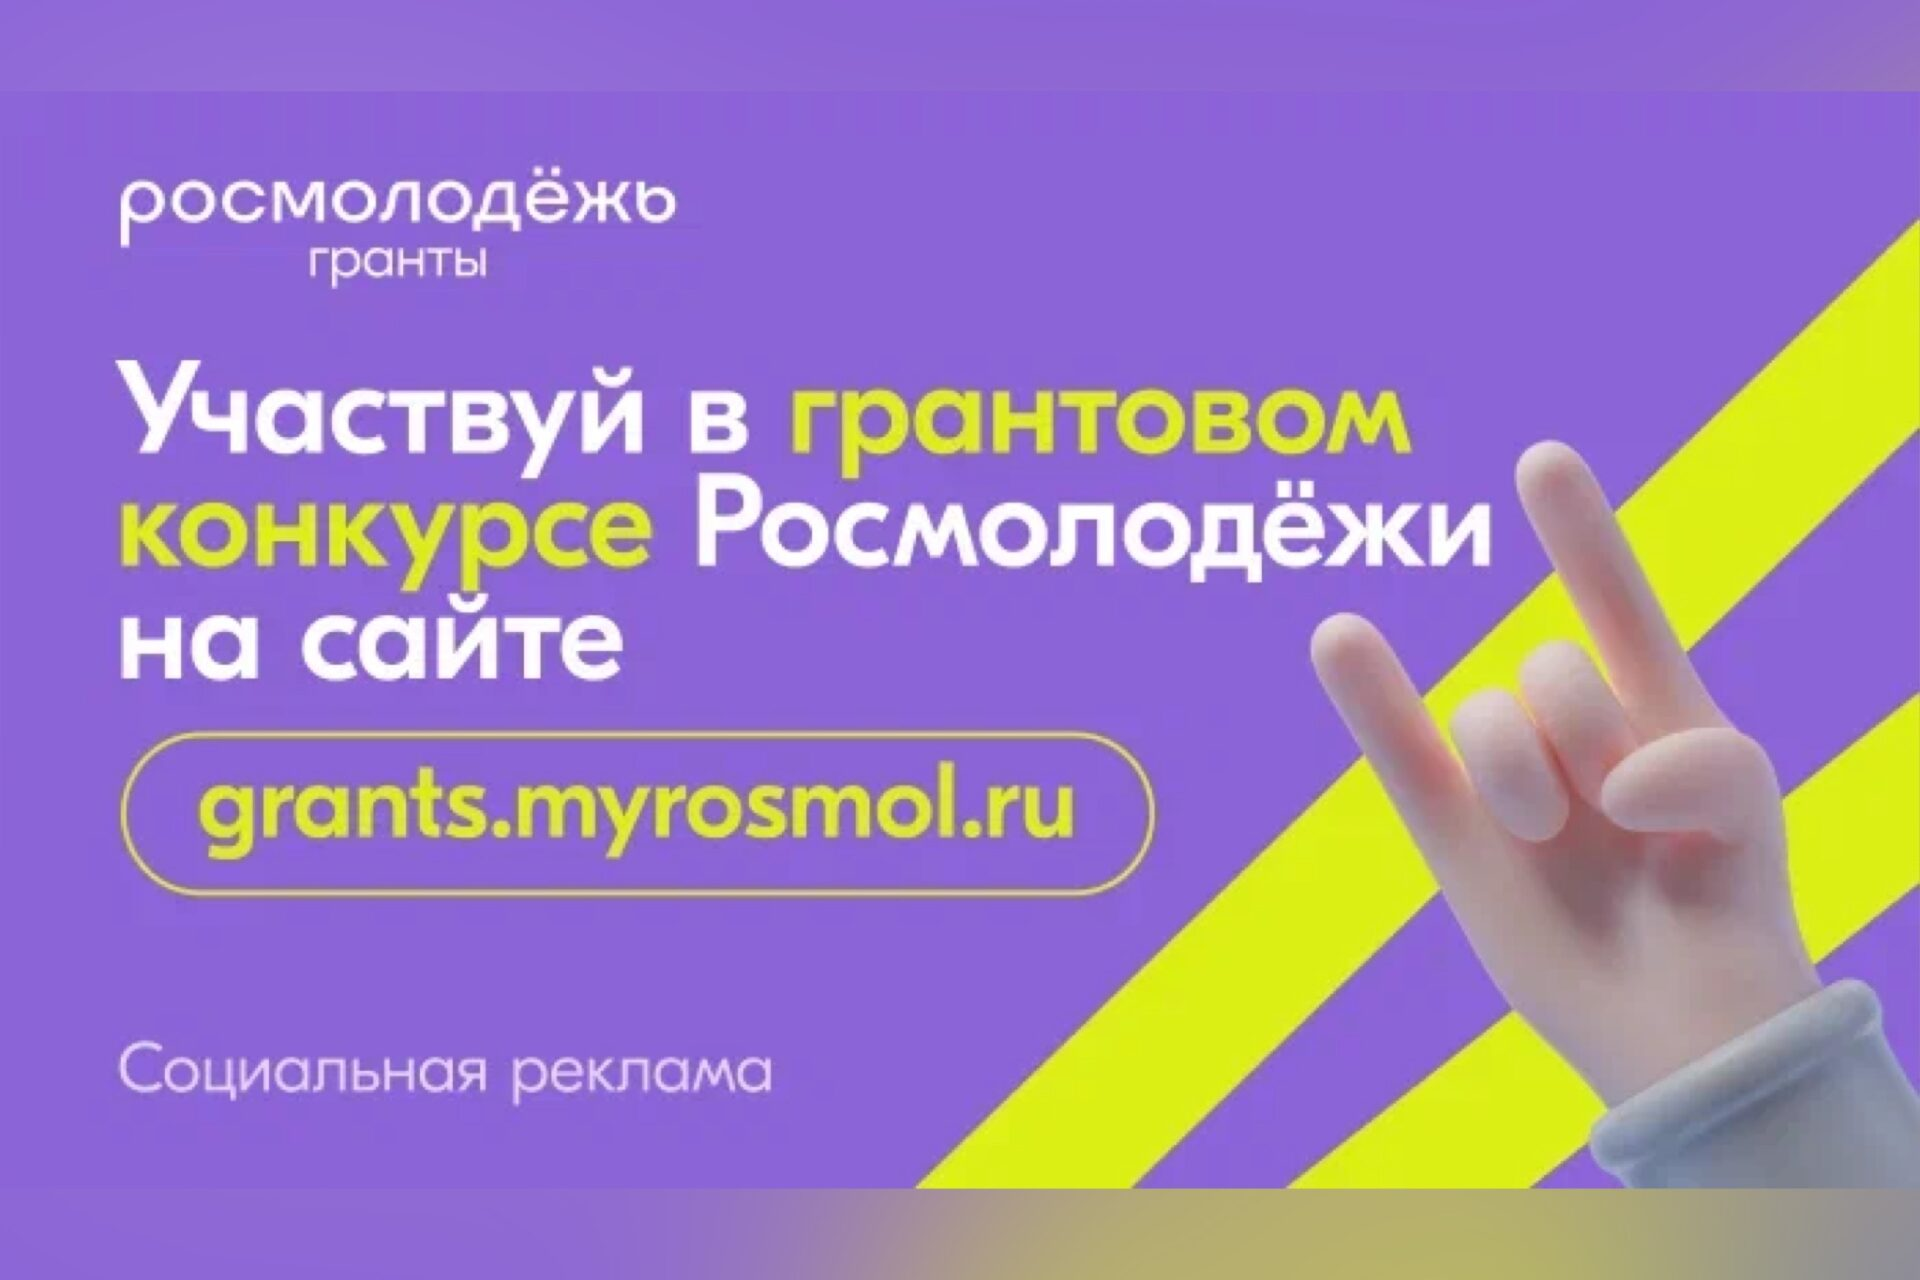 росмолодёжь
гранты
Участвуй в грантовом
конкурсе Росмолодёжи
на сайте
grants.myrosmol.ru
Социальная реклама